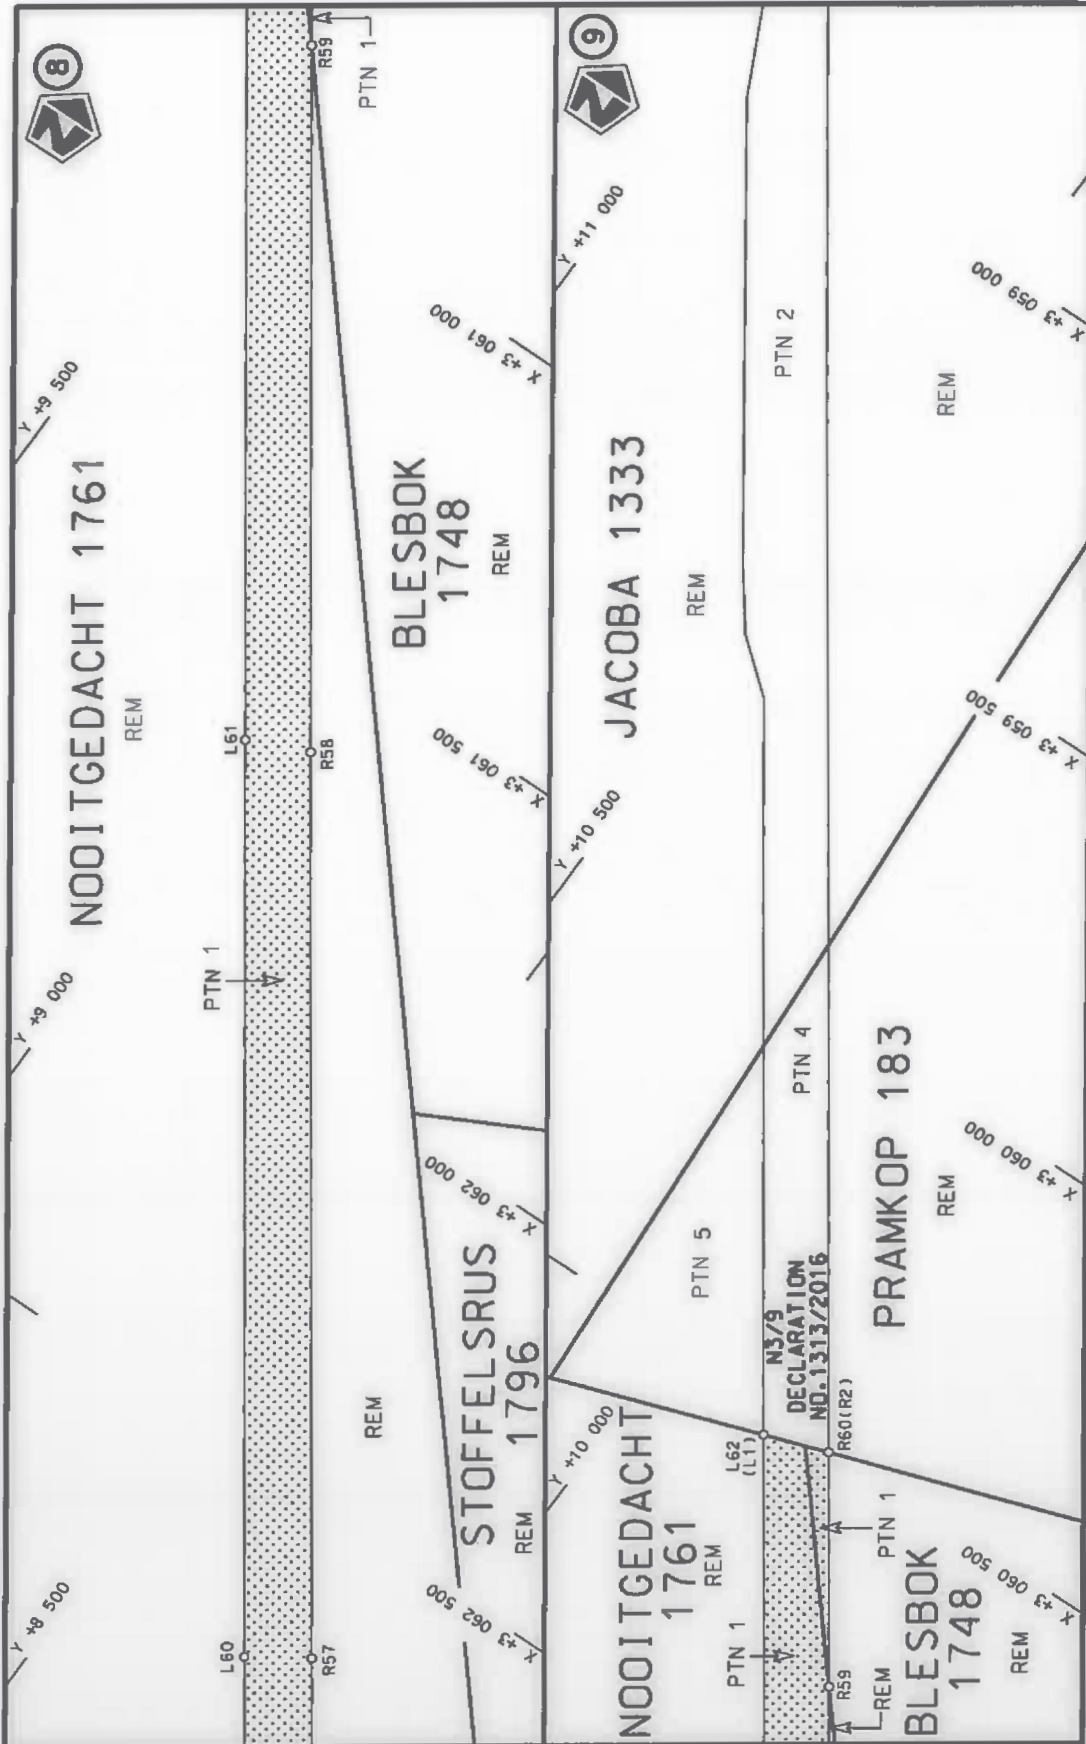 8
NOOITGEDACHT 1761
REM
Y +8 500
Y +9 000
Y +9 500
L60
L61
PTN 1
R57
R58
R59
PTN 1
REM
STOFFELSRUS
1796
REM
BLESBOK
1748
REM
X +3 062 500
X +3 062 000
X +3 061 500
X +3 061 000
9
Y +10 000
Y +10 500
Y +11 000
NOOITGEDACHT
1761
REM
PTN 1
JACOBA 1333
REM
PTN 5
L62
(L1)
N3/9
DECLARATION
NO.1313/2016
PTN 4
PTN 2
R59
R60(R2)
REM
PTN 1
BLESBOK
1748
REM
PRAMKOP 183
REM
REM
X +3 060 500
X +3 060 000
X +3 059 500
X +3 059 000